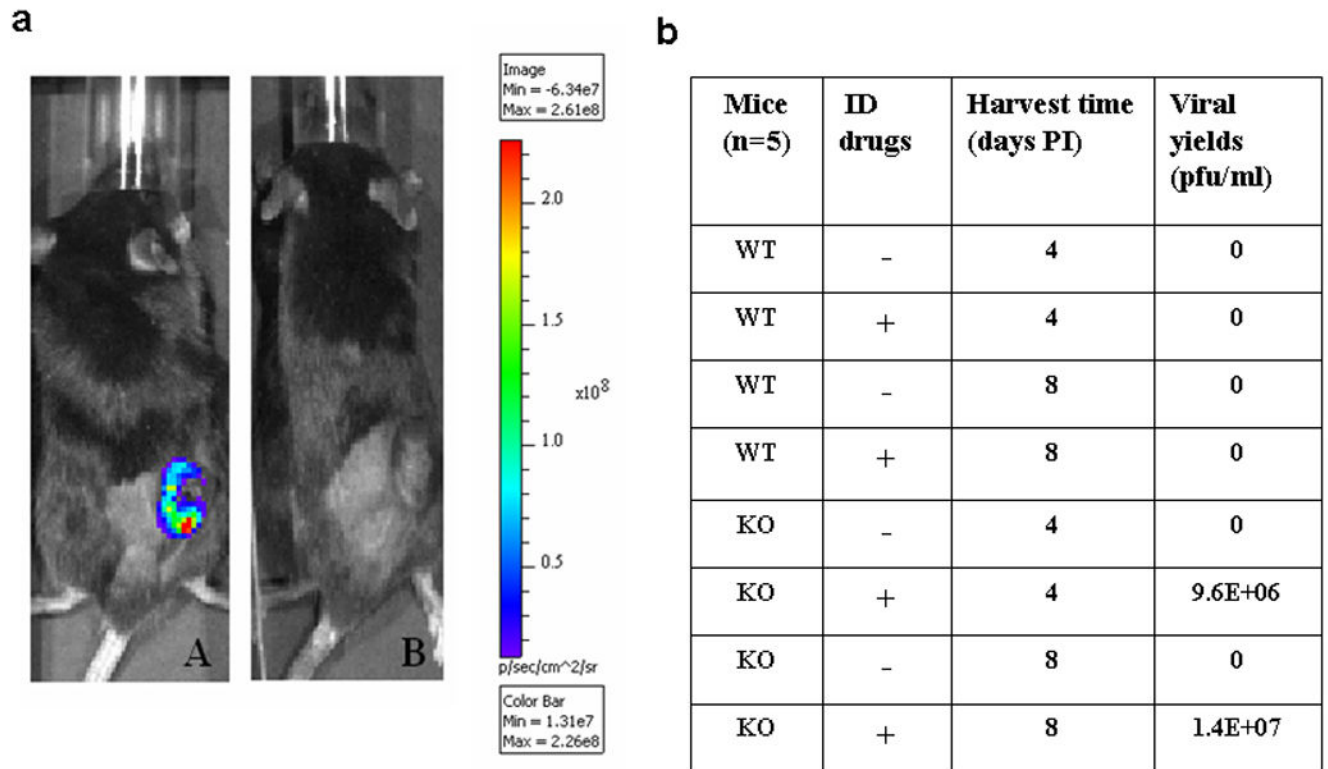 a
Image
Min = -6.34e7
Max = 2.61e8
2.0
1.5
x10⁸
1.0
0.5
p/sec/cm^2/sr
Color Bar
Min = 1.31e7
Max = 2.26e8
A
B
b
Mice (n=5) ID drugs Harvest time (days PI) Viral yields (pfu/ml)
WT - 4 0
WT + 4 0
WT - 8 0
WT + 8 0
KO - 4 0
KO + 4 9.6E+06
KO - 8 0
KO + 8 1.4E+07